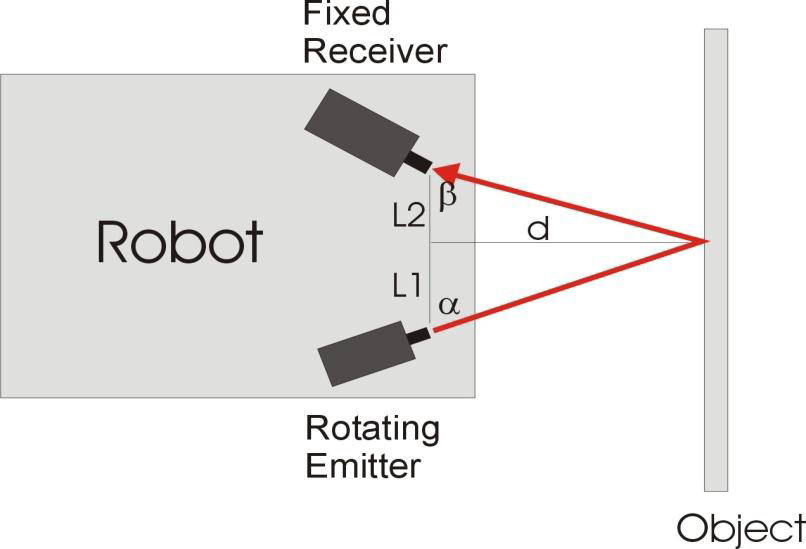 Fixed
Receiver
β
L2
Robot
d
L1
α
Rotating
Emitter
Object